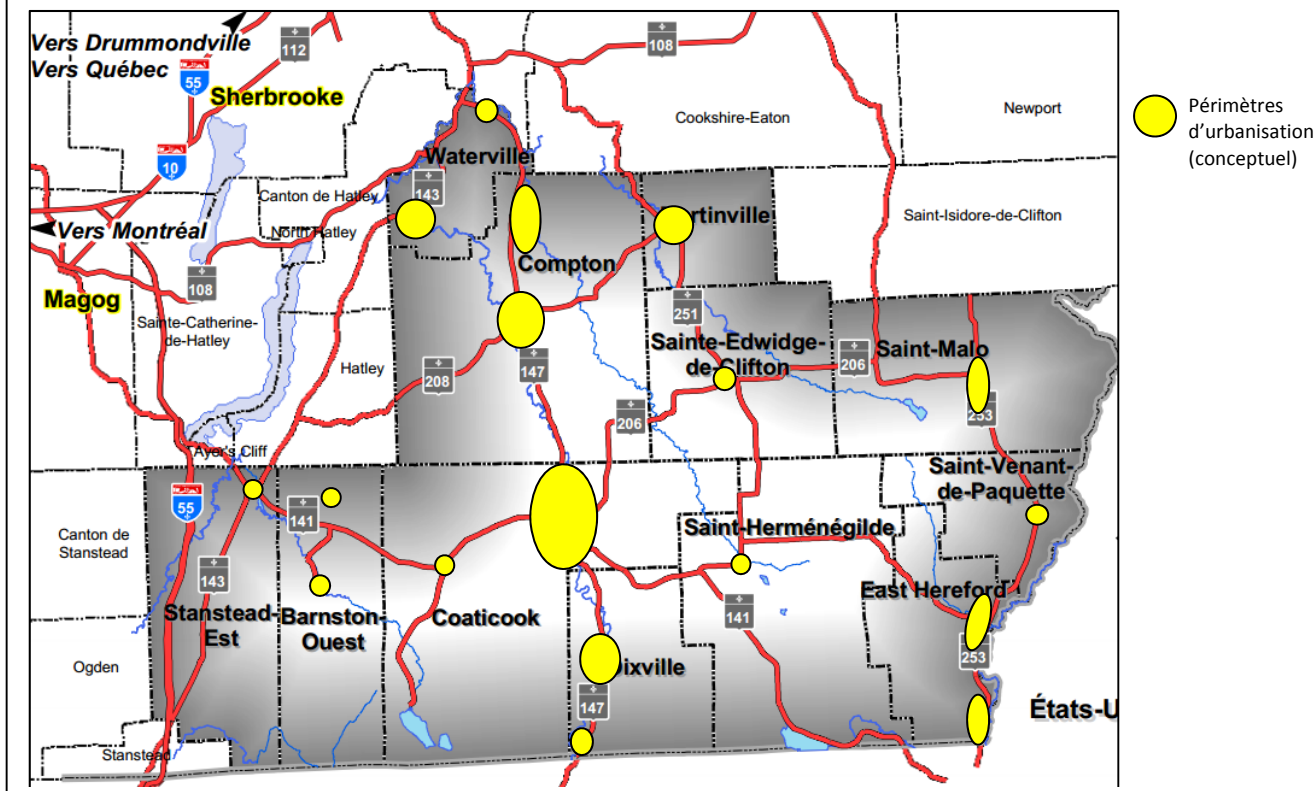 Vers Drummondville
Vers Québec
112
55
Sherbrooke
10
108
Cookshire-Eaton
Newport
Périmètres
d'urbanisation
(conceptuel)
Waterville
143
Canton de Hatley
North Hatley
Vers Montréal
Saint-Isidore-de-Clifton
Compton
108
Magog
Sainte-Catherine-
de-Hatley
251
Hatley
208
147
Sainte-Edwidge-
de-Clifton
206
Saint-Malo
253
206
Ayer's Cliff
Saint-Venant-
de-Paquette
55
141
Canton de
Stanstead
Saint-Herménégilde
143
East Hereford
Stanstead-
Est
Barnston-
Ouest
Coaticook
141
253
Ogden
147
États-U
Stanstead